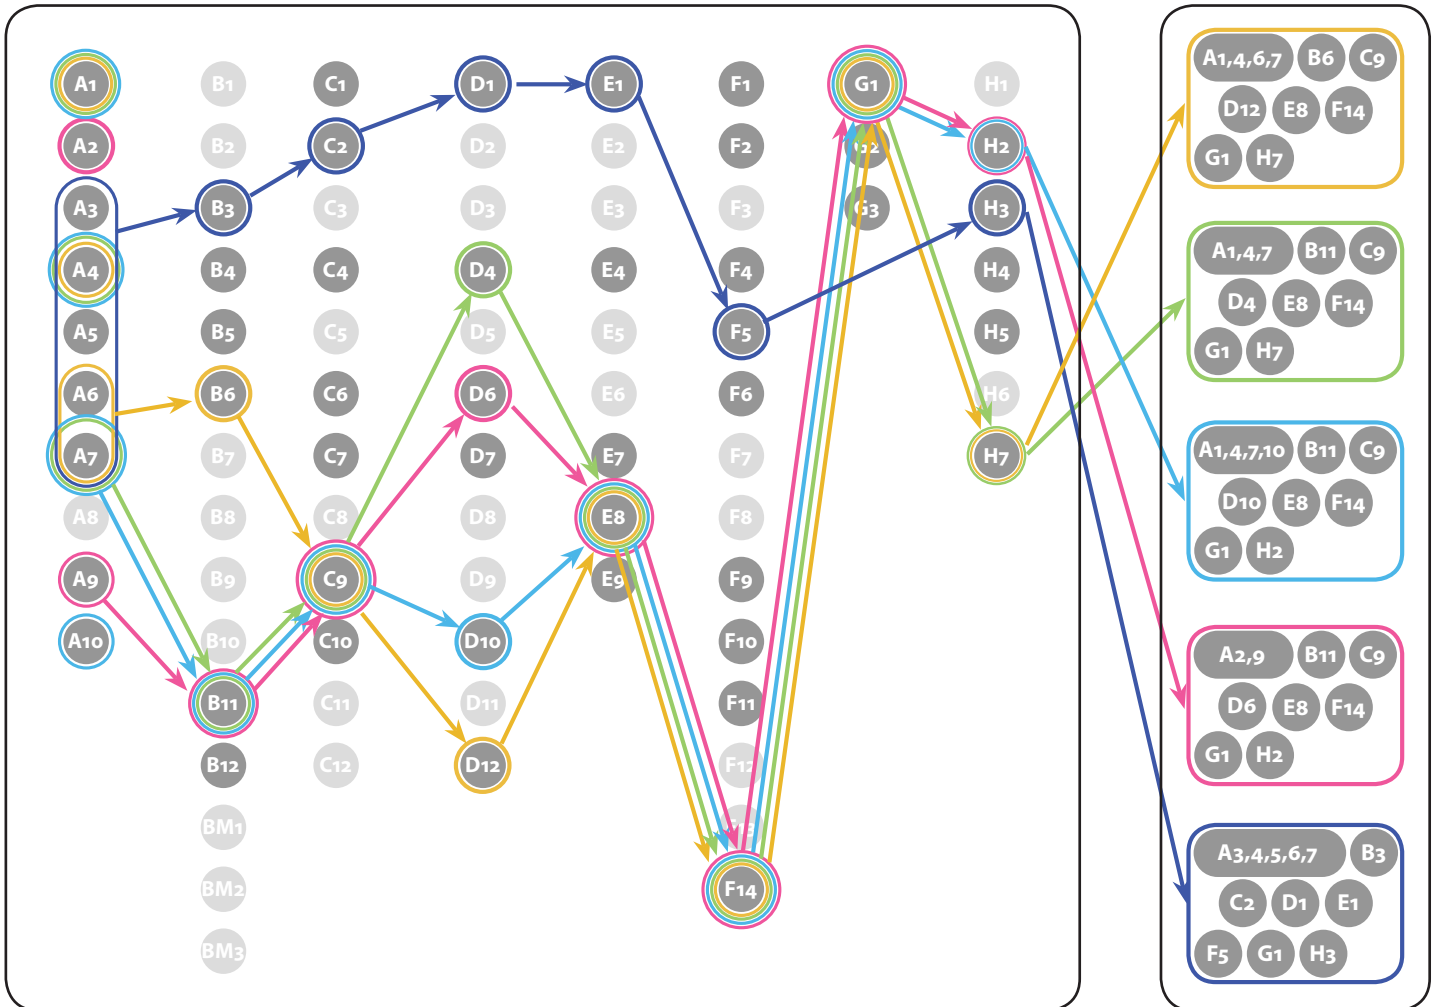 A1 B1 C1 D1 E1 F1 G1 H1
A2 B2 C2 D2 E2 F2 G2 H2
A3 B3 C3 D3 E3 F3 G3 H3
A4 B4 C4 D4 E4 F4 H4
A5 B5 C5 D5 E5 F5 H5
A6 B6 C6 D6 E6 F6 H6
A7 B7 C7 D7 E7 F7 H7
A8 B8 C8 D8 E8 F8
A9 B9 C9 D9 E9 F9
A10 B10 C10 D10 F10
B11 C11 D11 F11
B12 C12 D12 F12
BM1
BM2 F14
BM3
A1,4,6,7 B6 C9
D12 E8 F14
G1 H7
A1,4,7 B11 C9
D4 E8 F14
G1 H7
A1,4,7,10 B11 C9
D10 E8 F14
G1 H2
A2,9 B11 C9
D6 E8 F14
G1 H2
A3,4,5,6,7 B3
C2 D1 E1
F5 G1 H3